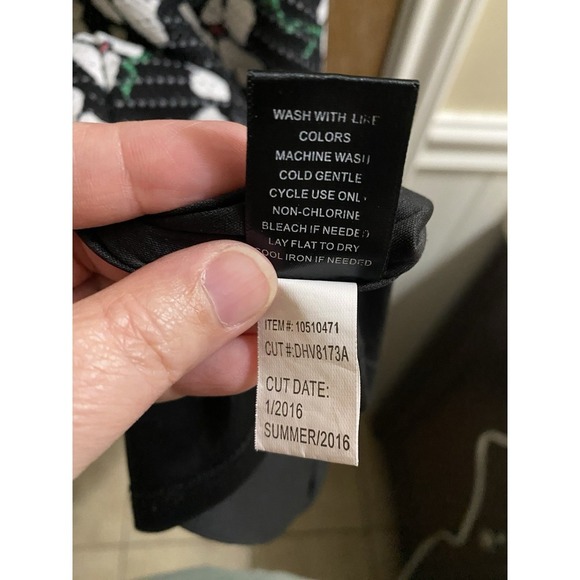 WASH WITH LIKE
COLORS
MACHINE WASH
COLD GENTLE
CYCLE USE ONLY
NON-CHLORINE
BLEACH IF NEEDED
LAY FLAT TO DRY
COOL IRON IF NEEDED
ITEM #: 10510471
CUT #:DHV8173A
CUT DATE:
1/2016
SUMMER/2016